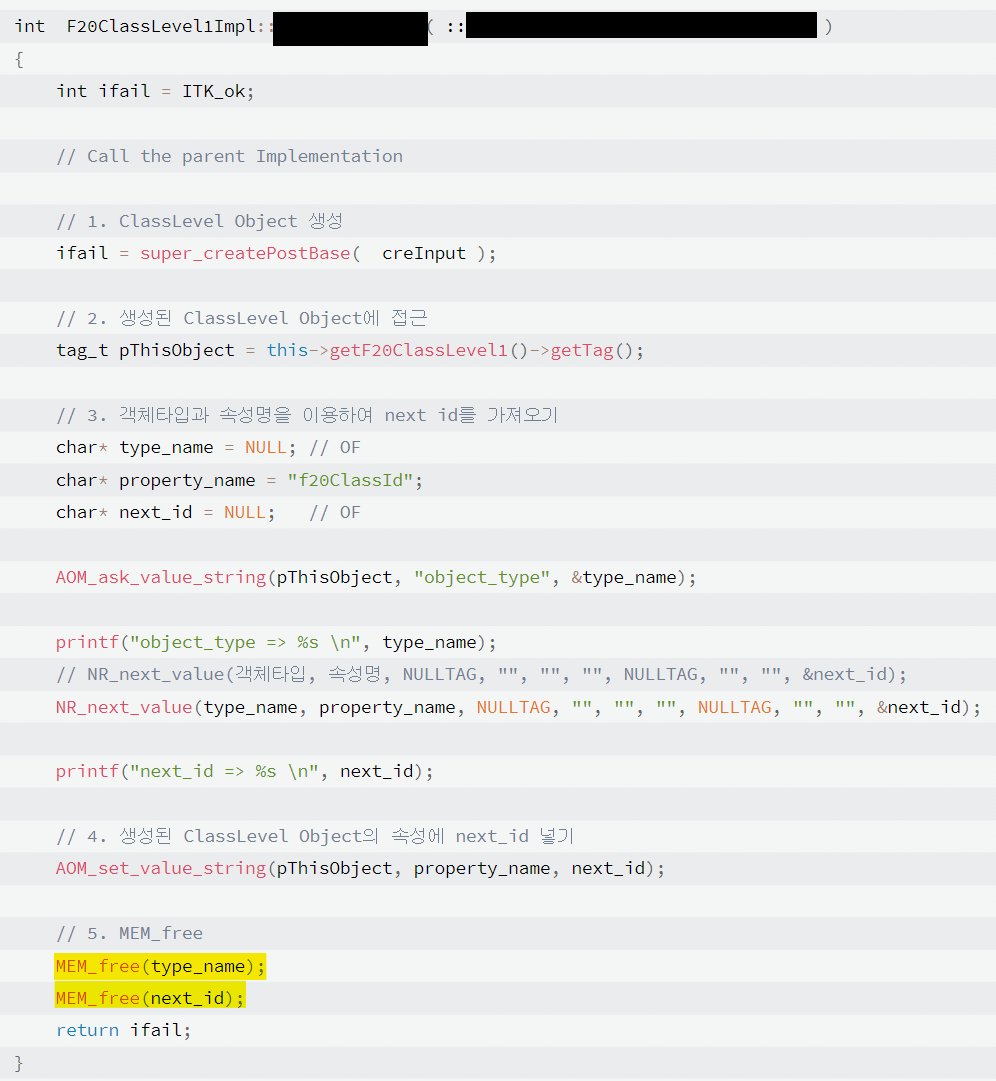 int  F20ClassLevel1Impl::( :: )
{
    int ifail = ITK_ok;
    // Call the parent Implementation
    // 1. ClassLevel Object 생성
    ifail = super_createPostBase(  creInput );
    // 2. 생성된 ClassLevel Object에 접근
    tag_t pThisObject = this->getF20ClassLevel1()->getTag();
    // 3. 객체타입과 속성명을 이용하여 next id를 가져오기
    char* type_name = NULL; // OF
    char* property_name = "f20ClassId";
    char* next_id = NULL;   // OF
    AOM_ask_value_string(pThisObject, "object_type", &type_name);
    printf("object_type => %s \n", type_name);
    // NR_next_value(객체타입, 속성명, NULLTAG, "", "", "", NULLTAG, "", "", &next_id);
    NR_next_value(type_name, property_name, NULLTAG, "", "", "", NULLTAG, "", "", &next_id);
    printf("next_id => %s \n", next_id);
    // 4. 생성된 ClassLevel Object의 속성에 next_id 넣기
    AOM_set_value_string(pThisObject, property_name, next_id);
    // 5. MEM_free
    MEM_free(type_name);
    MEM_free(next_id);
    return ifail;
}